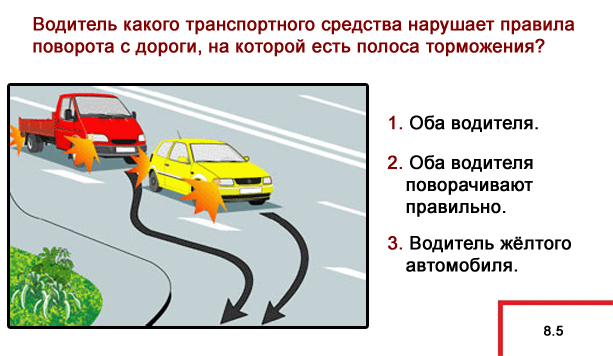 Водитель какого транспортного средства нарушает правила
поворота с дороги, на которой есть полоса торможения?
1. Оба водителя.
2. Оба водителя
поворачивают
правильно.
3. Водитель жёлтого
автомобиля.
8.5